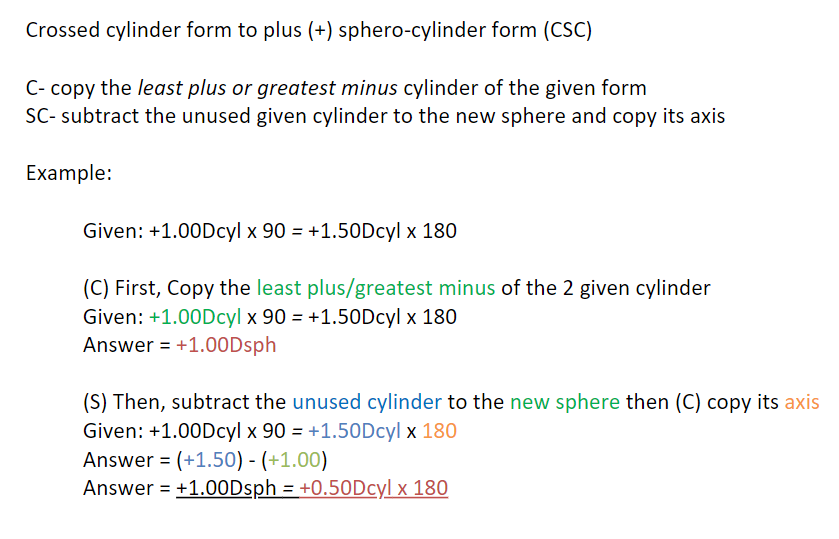 Crossed cylinder form to plus (+) sphero-cylinder form (CSC)
C- copy the least plus or greatest minus cylinder of the given form
SC- subtract the unused given cylinder to the new sphere and copy its axis
Example:
Given: +1.00Dcyl x 90 = +1.50Dcyl x 180
(C) First, Copy the least plus/greatest minus of the 2 given cylinder
Given: +1.00Dcyl x 90 = +1.50Dcyl x 180
Answer = +1.00Dsph
(S) Then, subtract the unused cylinder to the new sphere then (C) copy its axis
Given: +1.00Dcyl x 90 = +1.50Dcyl x 180
Answer = (+1.50) - (+1.00)
Answer = +1.00Dsph = +0.50Dcyl x 180